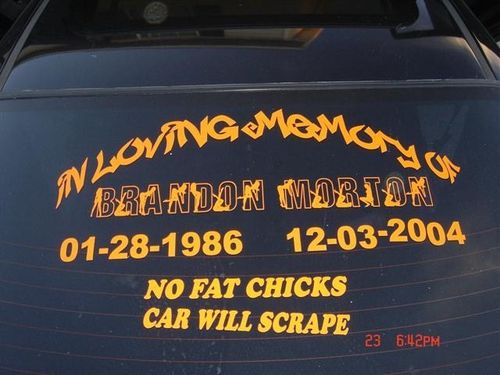 IN LOVING MEMORY OF
BRANDON MORTON
01-28-1986 12-03-2004
NO FAT CHICKS
CAR WILL SCRAPE
23 6:42PM